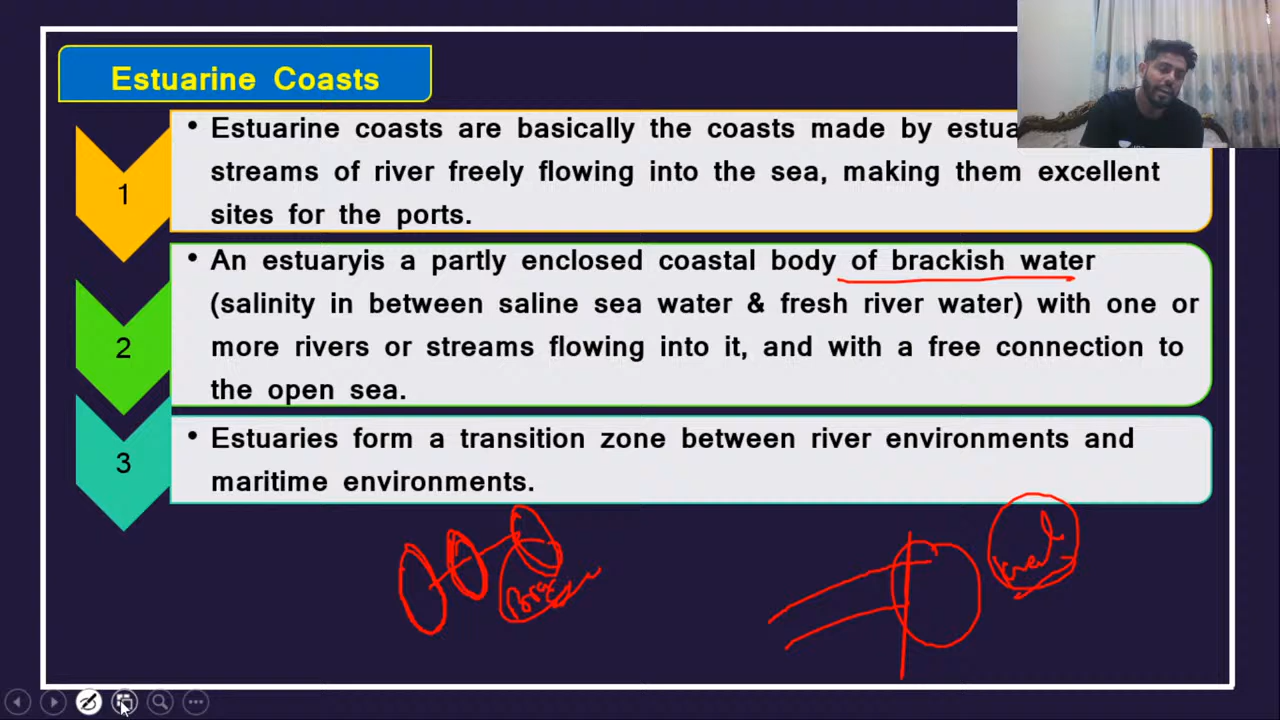 Estuarine Coasts
1
• Estuarine coasts are basically the coasts made by
streams of river freely flowing into the sea, making them excellent
sites for the ports.
2
• An estuaryis a partly enclosed coastal body of brackish water
(salinity in between saline sea water & fresh river water) with one or
more rivers or streams flowing into it, and with a free connection to
the open sea.
3
• Estuaries form a transition zone between river environments and
maritime environments.